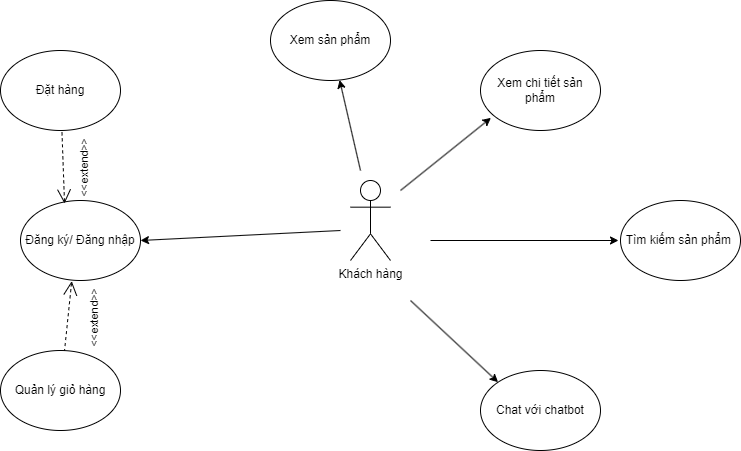 Xem sản phẩm
Đặt hàng
Xem chi tiết sản
phẩm
<<extend>>
Đăng ký/ Đăng nhập
Tìm kiếm sản phẩm
Khách hàng
<<extend>>
Quản lý giỏ hàng
Chat với chatbot